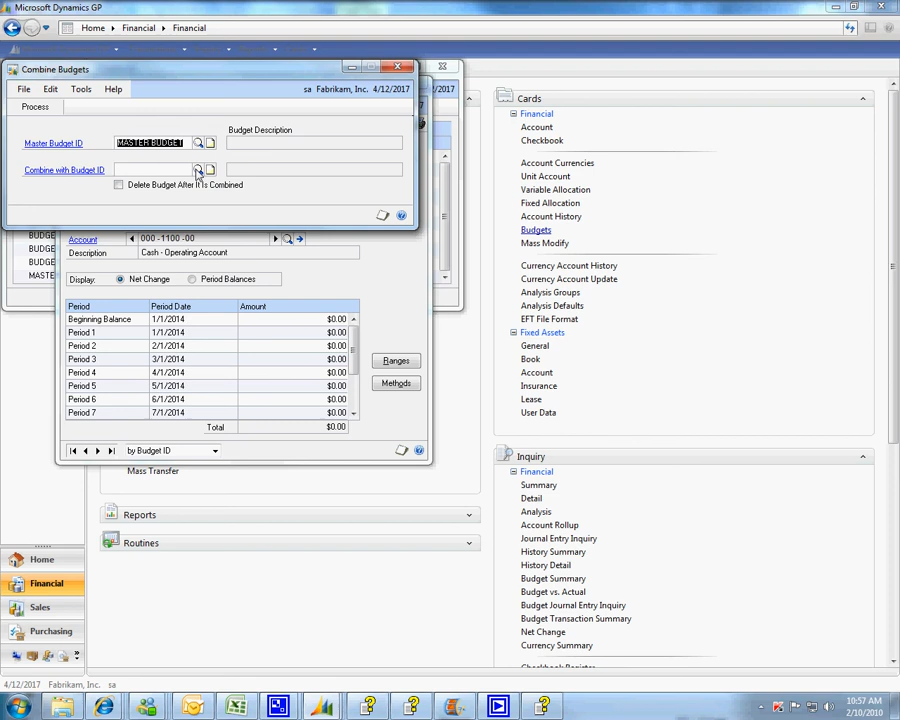 Microsoft Dynamics GP
Home Financial Financial
Combine Budgets
File Edit Tools Help sa Fabrikam, Inc. 4/12/2017
Process
Budget Description
Master Budget ID MASTER BUDGET
Combine with Budget ID
Delete Budget After It Is Combined
/2017
BUDGE
BUDGE
BUDGE
MASTE
Account 000 -1100 -00
Description Cash - Operating Account
Display: Net Change Period Balances
Period Period Date Amount
Beginning Balance 1/1/2014 $0.00
Period 1 1/1/2014 $0.00
Period 2 2/1/2014 $0.00
Period 3 3/1/2014 $0.00
Period 4 4/1/2014 $0.00
Period 5 5/1/2014 $0.00
Period 6 6/1/2014 $0.00
Period 7 7/1/2014 $0.00
Total $0.00
Ranges
Methods
by Budget ID
Mass Transfer
Reports
Routines
Cards
Financial
Account
Checkbook
Account Currencies
Unit Account
Variable Allocation
Fixed Allocation
Account History
Budgets
Mass Modify
Currency Account History
Currency Account Update
Analysis Groups
Analysis Defaults
EFT File Format
Fixed Assets
General
Book
Account
Insurance
Lease
User Data
Inquiry
Financial
Summary
Detail
Analysis
Account Rollup
Journal Entry Inquiry
History Summary
History Detail
Budget Summary
Budget vs. Actual
Budget Journal Entry Inquiry
Budget Transaction Summary
Net Change
Currency Summary
Home
Financial
Sales
Purchasing
4/12/2017 Fabrikam, Inc. sa
10:57 AM
2/10/2010